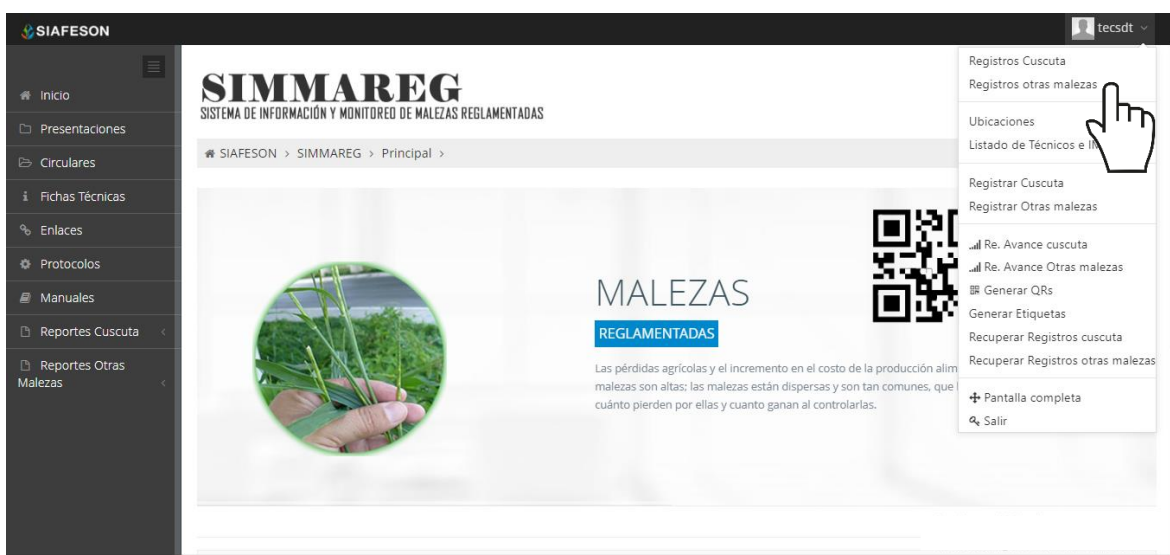 SIAFESON
tecsdt
Inicio
Presentaciones
Circulares
Fichas Técnicas
Enlaces
Protocolos
Manuales
Reportes Cuscuta
Reportes Otras
Malezas
SIMMAREG
SISTEMA DE INFORMACIÓN Y MONITOREO DE MALEZAS REGLAMENTADAS
SIAFESON > SIMMAREG > Principal >
MALEZAS
REGLAMENTADAS
Las pérdidas agrícolas y el incremento en el costo de la producción
malezas son altas; las malezas están dispersas y son tan comunes, que
cuánto pierden por ellas y cuanto ganan al controlarlas.
Registros Cuscuta
Registros otras malezas
Ubicaciones
Listado de Técnicos e
Registrar Cuscuta
Registrar Otras malezas
Re. Avance cuscuta
Re. Avance Otras malezas
Generar QRs
Generar Etiquetas
Recuperar Registros cuscuta
Recuperar Registros otras malezas
Pantalla completa
Salir